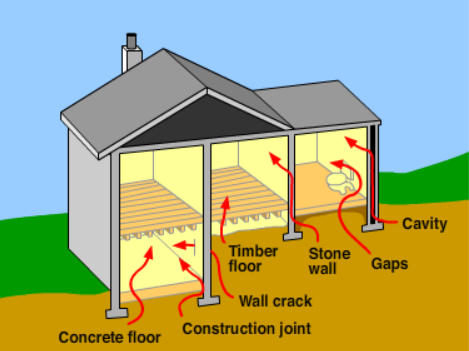 Cavity
Timber
floor
Stone
wall
Gaps
Wall crack
Construction joint
Concrete floor